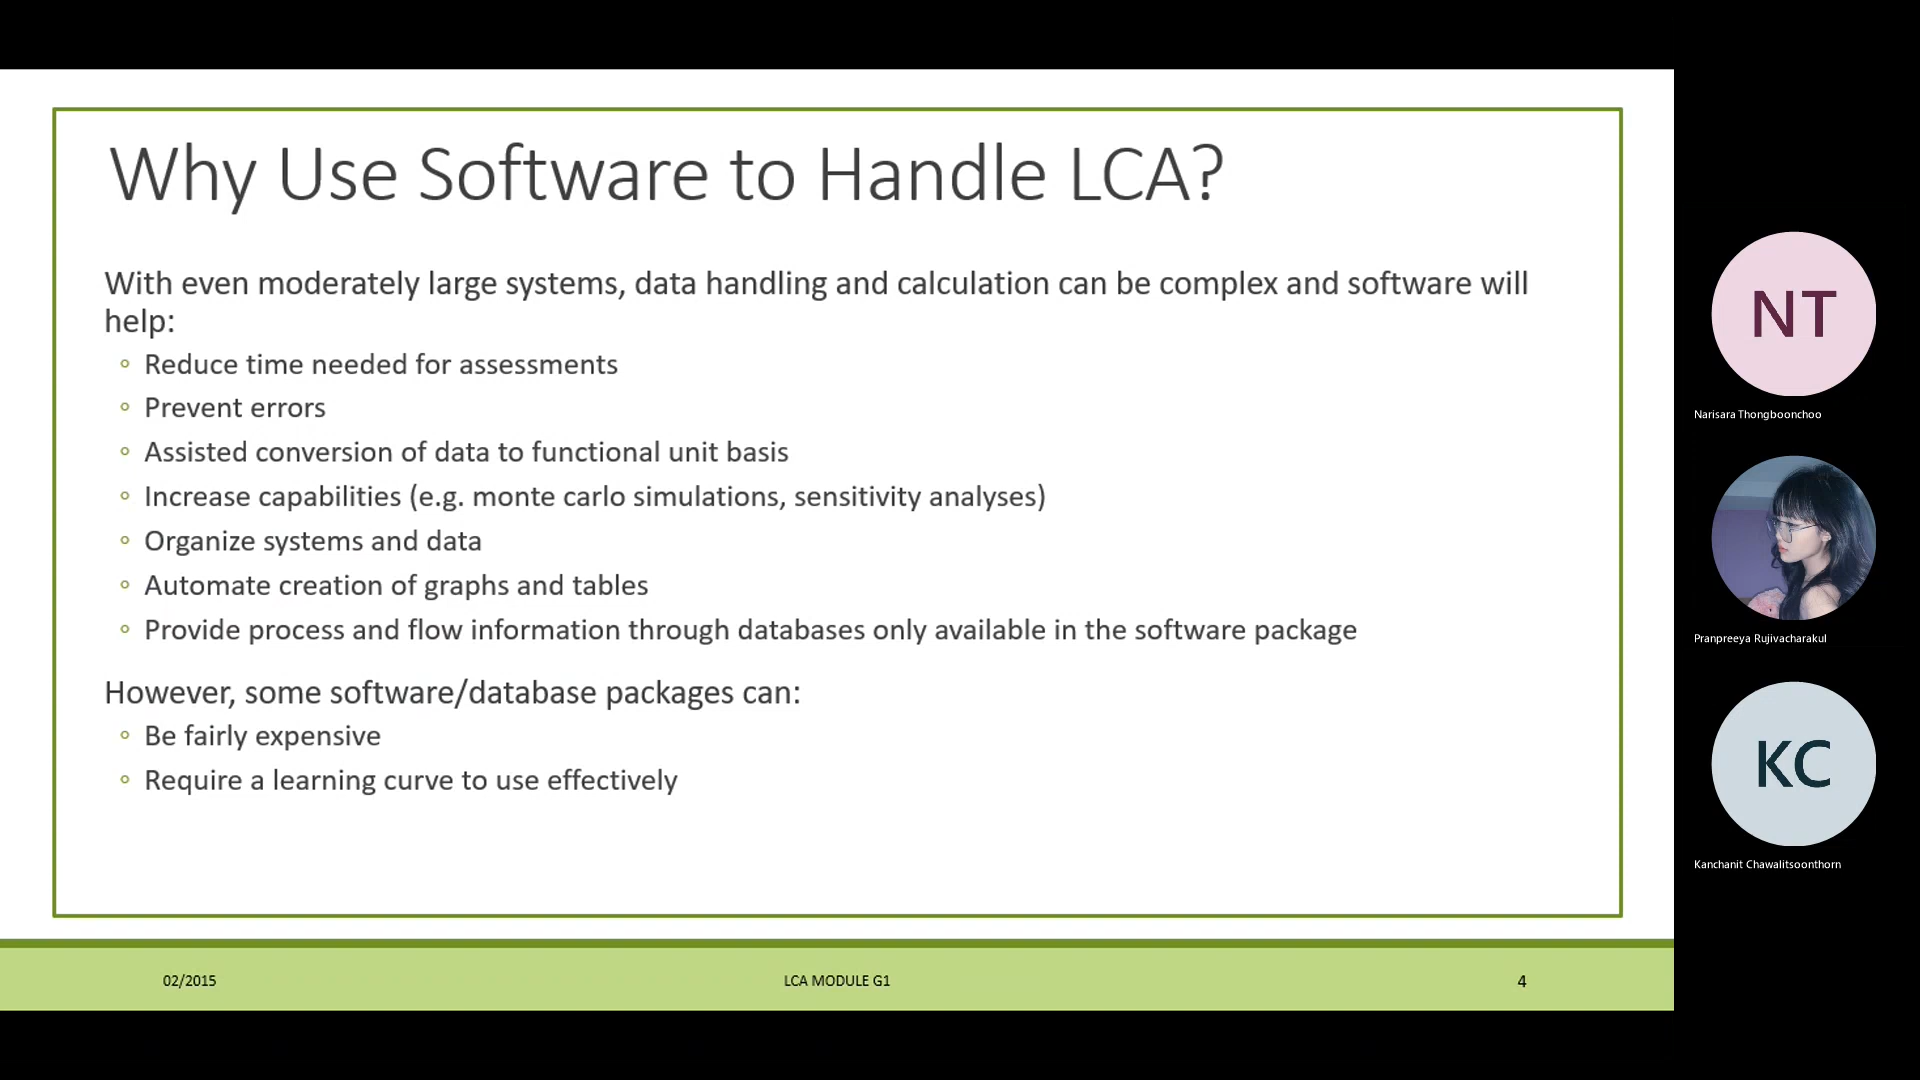 Why Use Software to Handle LCA?
With even moderately large systems, data handling and calculation can be complex and software will
help:
◦ Reduce time needed for assessments
◦ Prevent errors
◦ Assisted conversion of data to functional unit basis
◦ Increase capabilities (e.g. monte carlo simulations, sensitivity analyses)
◦ Organize systems and data
◦ Automate creation of graphs and tables
◦ Provide process and flow information through databases only available in the software package
However, some software/database packages can:
◦ Be fairly expensive
◦ Require a learning curve to use effectively
02/2015
LCA MODULE G1
4
NT
Narisara Thongboonchoo
Pranpreeya Rujivacharakul
KC
Kanchanit Chawalitsoonthorn